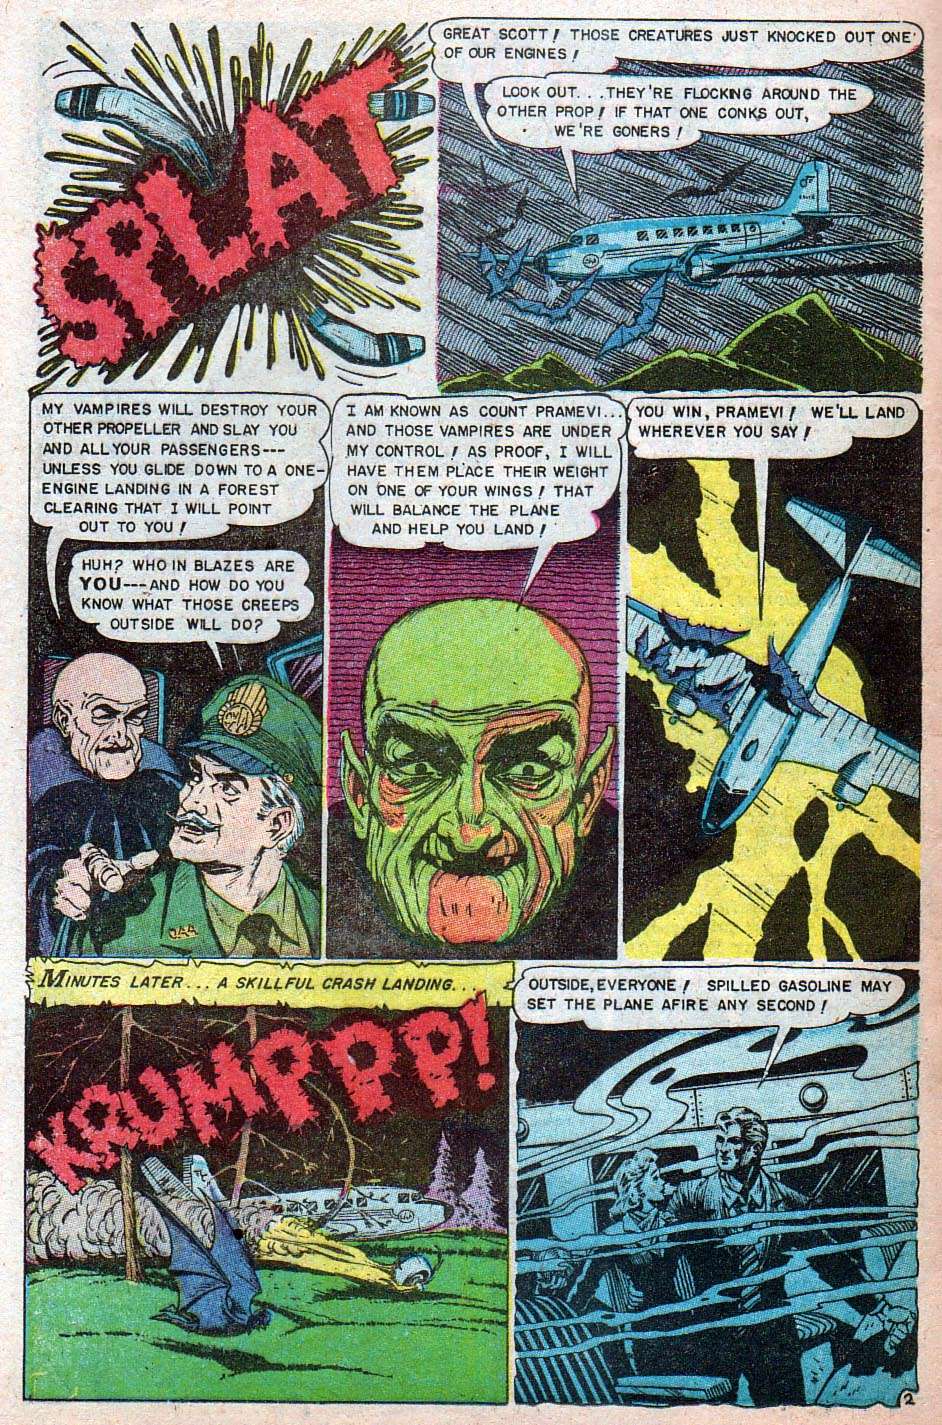 SPLAT
GREAT SCOTT! THOSE CREATURES JUST KNOCKED OUT ONE
OF OUR ENGINES!
LOOK OUT...THEY'RE FLOCKING AROUND THE
OTHER PROP! IF THAT ONE CONKS OUT,
WE'RE GONERS!
MY VAMPIRES WILL DESTROY YOUR
OTHER PROPELLER AND SLAY YOU
AND ALL YOUR PASSENGERS---
UNLESS YOU GLIDE DOWN TO A ONE-
ENGINE LANDING IN A FOREST
CLEARING THAT I WILL POINT
OUT TO YOU!
HUH? WHO IN BLAZES ARE
YOU---AND HOW DO YOU
KNOW WHAT THOSE CREEPS
OUTSIDE WILL DO?
I AM KNOWN AS COUNT PRAMEVI...
AND THOSE VAMPIRES ARE UNDER
MY CONTROL! AS PROOF, I WILL
HAVE THEM PLACE THEIR WEIGHT
ON ONE OF YOUR WINGS! THAT
WILL BALANCE THE PLANE
AND HELP YOU LAND!
YOU WIN, PRAMEVI! WE'LL LAND
WHEREVER YOU SAY!
MINUTES LATER... A SKILLFUL CRASH LANDING...
KRUMPPP!
OUTSIDE, EVERYONE! SPILLED GASOLINE MAY
SET THE PLANE AFIRE ANY SECOND!
2